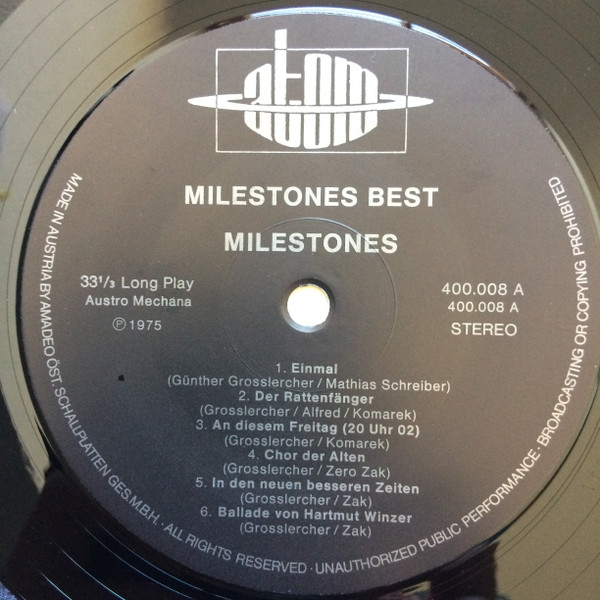 atom
MILESTONES BEST
MILESTONES
33¹/₃ Long Play
Austro Mechana
Ⓟ 1975
400.008 A
400.008 A
STEREO
1. Einmal
(Günther Grosslercher / Mathias Schreiber)
2. Der Rattenfänger
(Grosslercher / Alfred / Komarek)
3. An diesem Freitag (20 Uhr 02)
(Grosslercher / Komarek)
4. Chor der Alten
(Grosslercher / Zero Zak)
5. In den neuen besseren Zeiten
(Grosslercher / Zak)
6. Ballade von Hartmut Winzer
(Grosslercher / Zak)
MADE IN AUSTRIA BY AMADEO ÖST. SCHALLPLATTEN GES.M.B.H. · ALL RIGHTS RESERVED · UNAUTHORIZED PUBLIC PERFORMANCE · BROADCASTING OR COPYING PROHIBITED